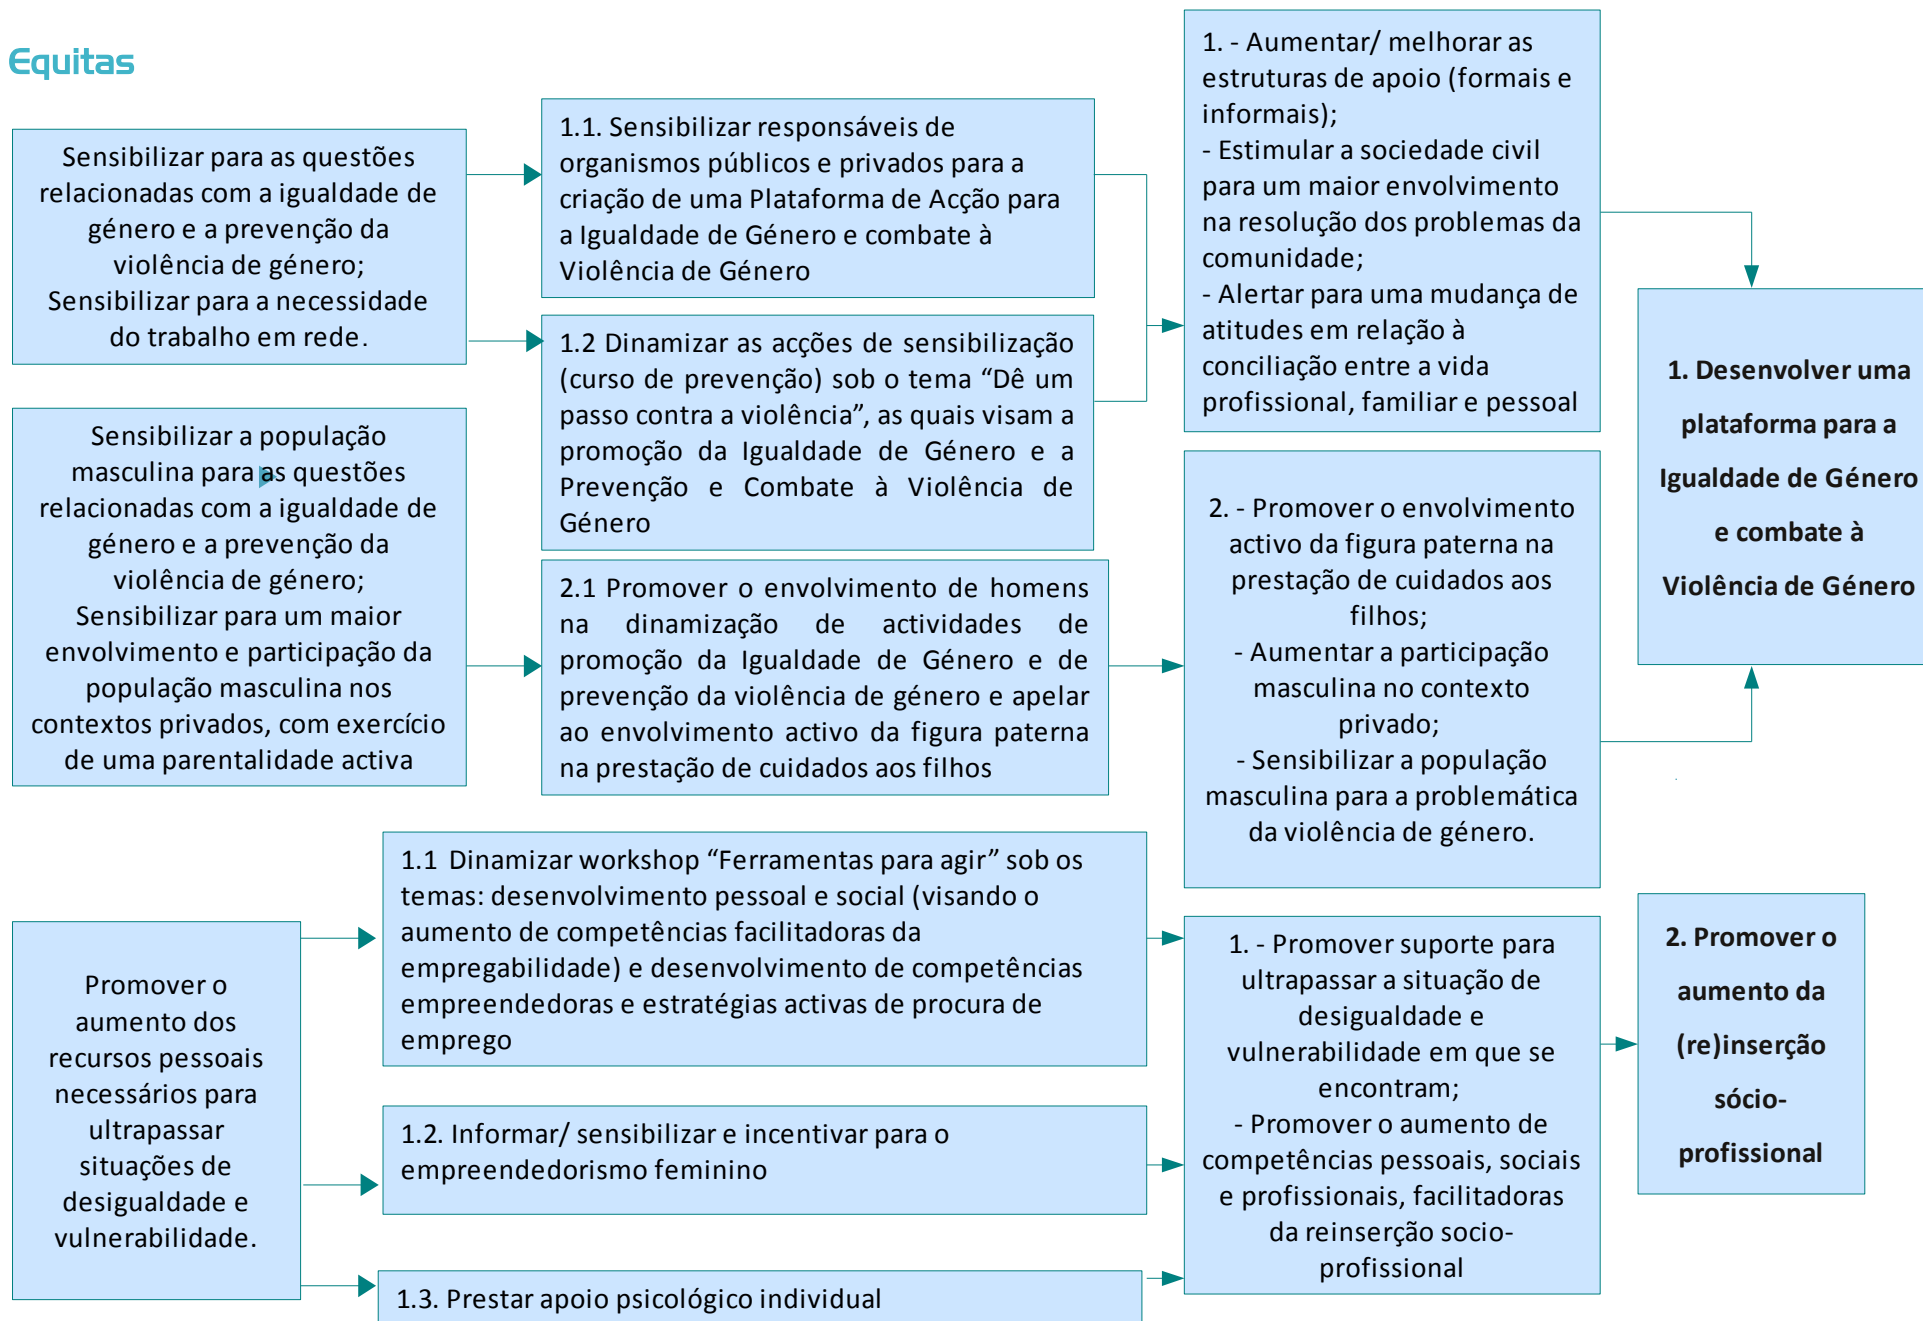 Equitas
Sensibilizar para as questões
relacionadas com a igualdade de
género e a prevenção da
violência de género;
Sensibilizar para a necessidade
do trabalho em rede.
1.1. Sensibilizar responsáveis de
organismos públicos e privados para a
criação de uma Plataforma de Acção para
a Igualdade de Género e combate à
Violência de Género
1.2 Dinamizar as acções de sensibilização
(curso de prevenção) sob o tema “Dê um
passo contra a violência”, as quais visam a
promoção da Igualdade de Género e a
Prevenção e Combate à Violência de
Género
1. - Aumentar/ melhorar as
estruturas de apoio (formais e
informais);
- Estimular a sociedade civil
para um maior envolvimento
na resolução dos problemas da
comunidade;
- Alertar para uma mudança de
atitudes em relação à
conciliação entre a vida
profissional, familiar e pessoal
1. Desenvolver uma
plataforma para a
Igualdade de Género
e combate à
Violência de Género
Sensibilizar a população
masculina para as questões
relacionadas com a igualdade de
género e a prevenção da
violência de género;
Sensibilizar para um maior
envolvimento e participação da
população masculina nos
contextos privados, com exercício
de uma parentalidade activa
2.1 Promover o envolvimento de homens
na dinamização de actividades de
promoção da Igualdade de Género e de
prevenção da violência de género e apelar
ao envolvimento activo da figura paterna
na prestação de cuidados aos filhos
2. - Promover o envolvimento
activo da figura paterna na
prestação de cuidados aos
filhos;
- Aumentar a participação
masculina no contexto
privado;
- Sensibilizar a população
masculina para a problemática
da violência de género.
Promover o
aumento dos
recursos pessoais
necessários para
ultrapassar
situações de
desigualdade e
vulnerabilidade.
1.1 Dinamizar workshop “Ferramentas para agir” sob os
temas: desenvolvimento pessoal e social (visando o
aumento de competências facilitadoras da
empregabilidade) e desenvolvimento de competências
empreendedoras e estratégias activas de procura de
emprego
1.2. Informar/ sensibilizar e incentivar para o
empreendedorismo feminino
1.3. Prestar apoio psicológico individual
1. - Promover suporte para
ultrapassar a situação de
desigualdade e
vulnerabilidade em que se
encontram;
- Promover o aumento de
competências pessoais, sociais
e profissionais, facilitadoras
da reinserção socio-
profissional
2. Promover o
aumento da
(re)inserção
sócio-
profissional